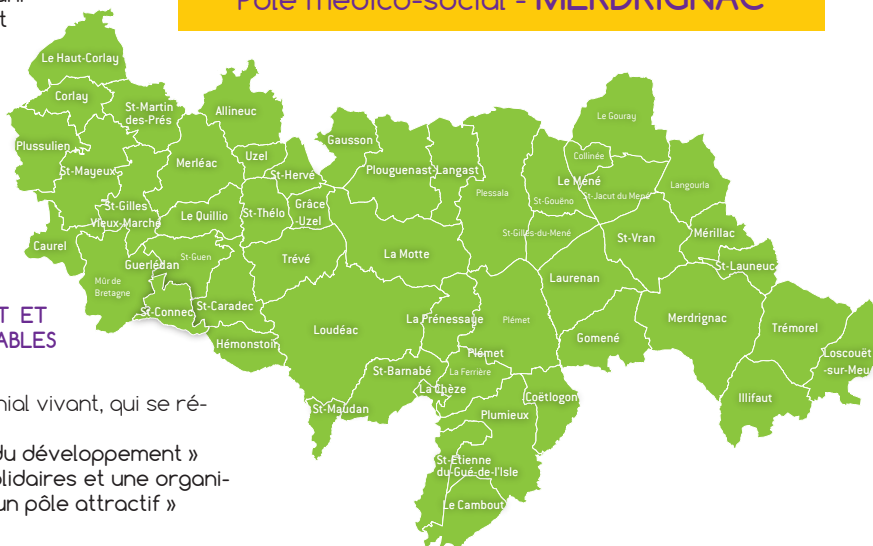 t
Pôle médico-social - MERDRIGNAC
Le Haut-Corlay
Corlay
St-Martin
des-Prés
Allineuc
Le Gouray
Plussulien
Gausson
Uzel
Merléac
St-Mayeux
St-Hervé
Plouguenast-Langast
Collinée
Le Mené
Langourla
Plessala
St-Gouëno
St-Jacut du Mené
St-Gilles
Vieux-Marché
Le Quillio
St-Thélo
Grâce
-Uzel
St-Gilles-du-Mené
St-Vran
Mérillac
Caurel
Guerlédan
St-Guen
Trévé
La Motte
St-Launeuc
Mûr de
Bretagne
Laurenan
St-Connec
St-Caradec
Hémonstoir
Loudéac
La Prénessaye
Plémet
Merdrignac
Trémorel
Gomené
Plémet
Loscouët
-sur-Meu
St-Barnabé
La Ferrière
La Chèze
Coëtlogon
Illifaut
St-Maudan
Plumieux
St-Etienne
du-Gué-de-l'Isle
Le Cambout
T ET
ABLES
nial vivant, qui se ré-
du développement »
lidaires et une organi-
un pôle attractif »